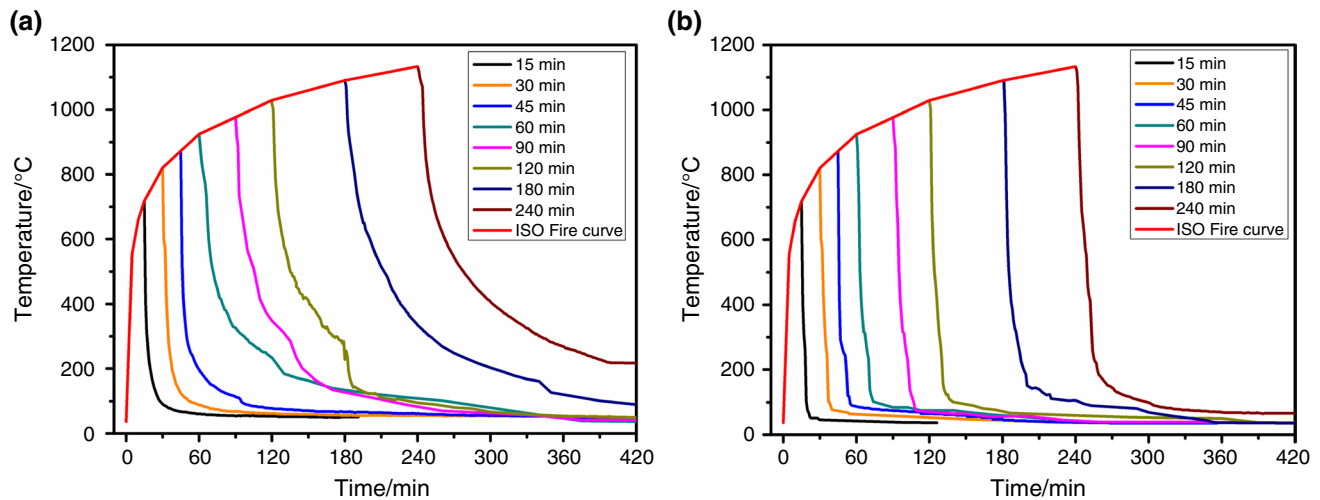 (a)
1200
1000
800
600
400
200
0
Temperature/°C
0 60 120 180 240 300 360 420
Time/min
15 min
30 min
45 min
60 min
90 min
120 min
180 min
240 min
ISO Fire curve
(b)
1200
1000
800
600
400
200
0
Temperature/°C
0 60 120 180 240 300 360 420
Time/min
15 min
30 min
45 min
60 min
90 min
120 min
180 min
240 min
ISO Fire curve